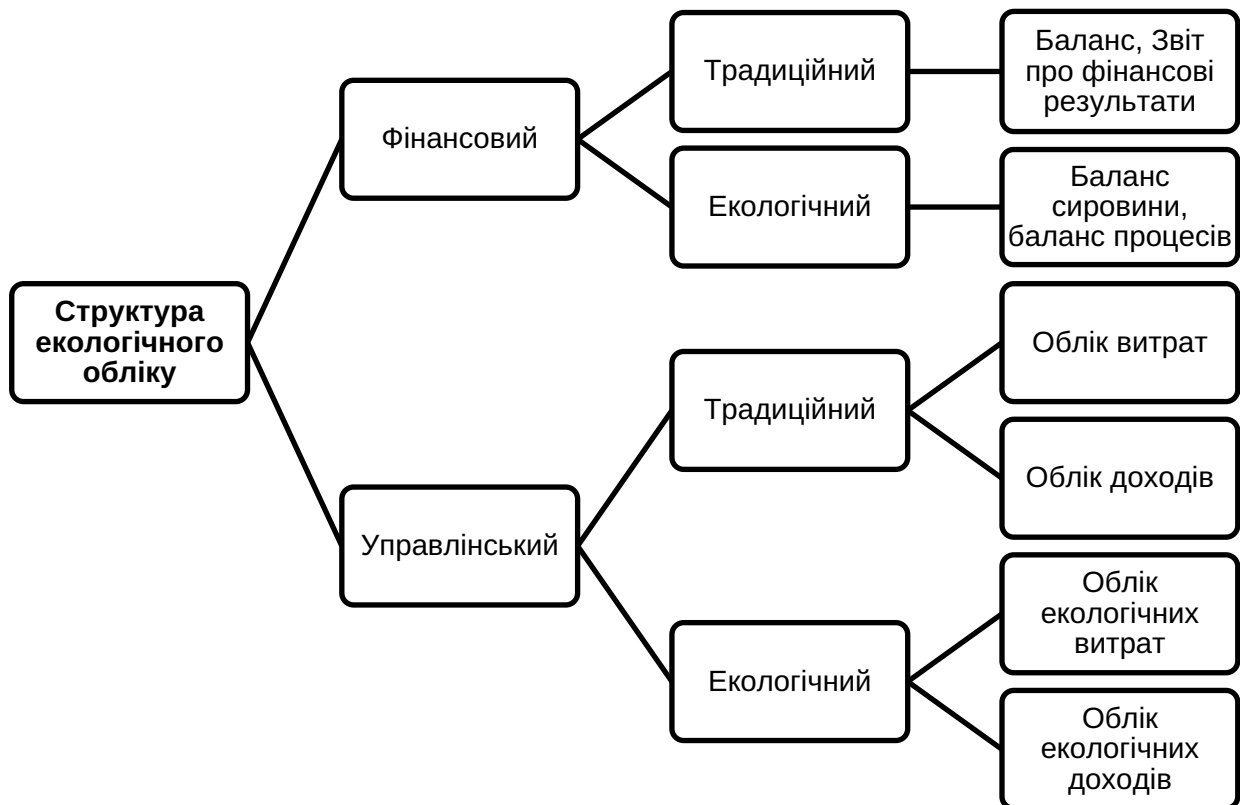 Структура
екологічного
обліку
Фінансовий
Традиційний
Баланс, Звіт
про фінансові
результати
Екологічний
Баланс
сировини,
баланс процесів
Управлінський
Традиційний
Облік витрат
Облік доходів
Екологічний
Облік
екологічних
витрат
Облік
екологічних
доходів